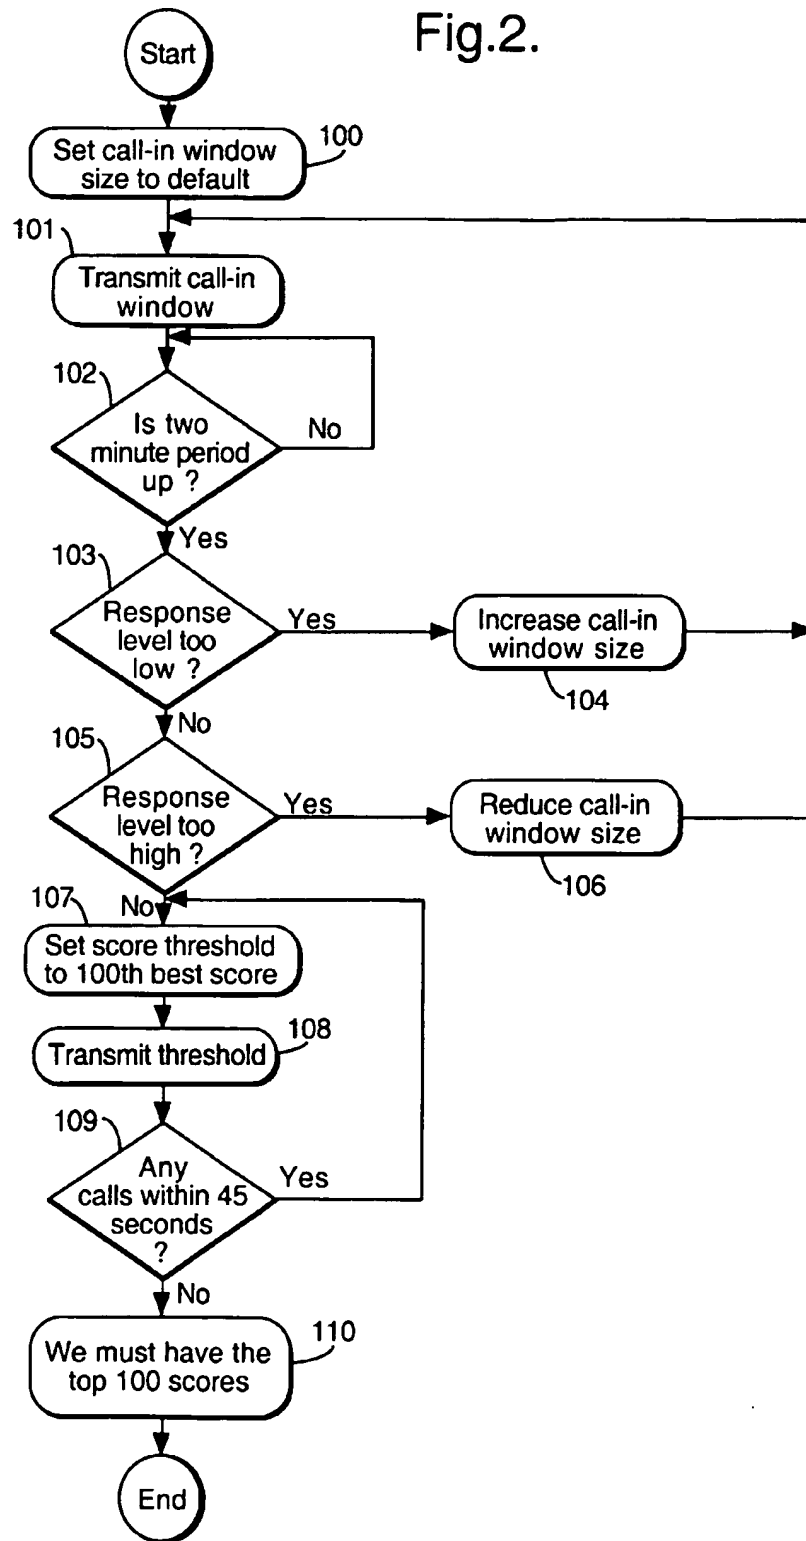 Fig.2.
Start
100
Set call-in window
size to default
101
Transmit call-in
window
102
Is two
minute period
up ?
No
Yes
103
Response
level too
low ?
Yes
Increase call-in
window size
104
No
105
Response
level too
high ?
Yes
Reduce call-in
window size
106
107
No
Set score threshold
to 100th best score
108
Transmit threshold
109
Any
calls within 45
seconds
?
Yes
No
110
We must have the
top 100 scores
End